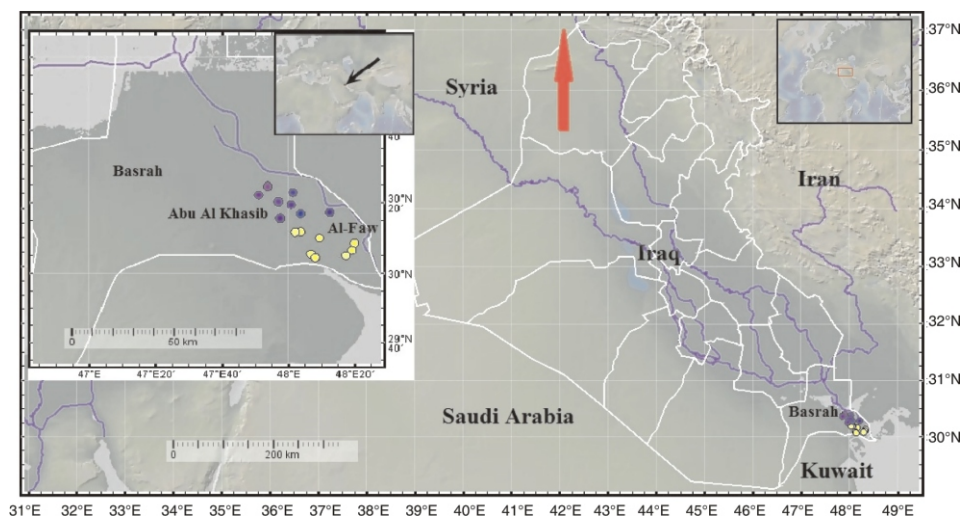 37°N
Syria
36°N
40´
35°N
Basrah
Iran
30°N
20´
Abu Al Khasib
34°N
Al-Faw
Iraq
33°N
30°N
32°N
29°N
40´
50 km
0
47°E 47°E20´ 47°E40´ 48°E 48°E20´
31°N
Saudi Arabia
Basrah
0 200 km
30°N
Kuwait
31°E 32°E 33°E 34°E 35°E 36°E 37°E 38°E 39°E 40°E 41°E 42°E 43°E 44°E 45°E 46°E 47°E 48°E 49°E